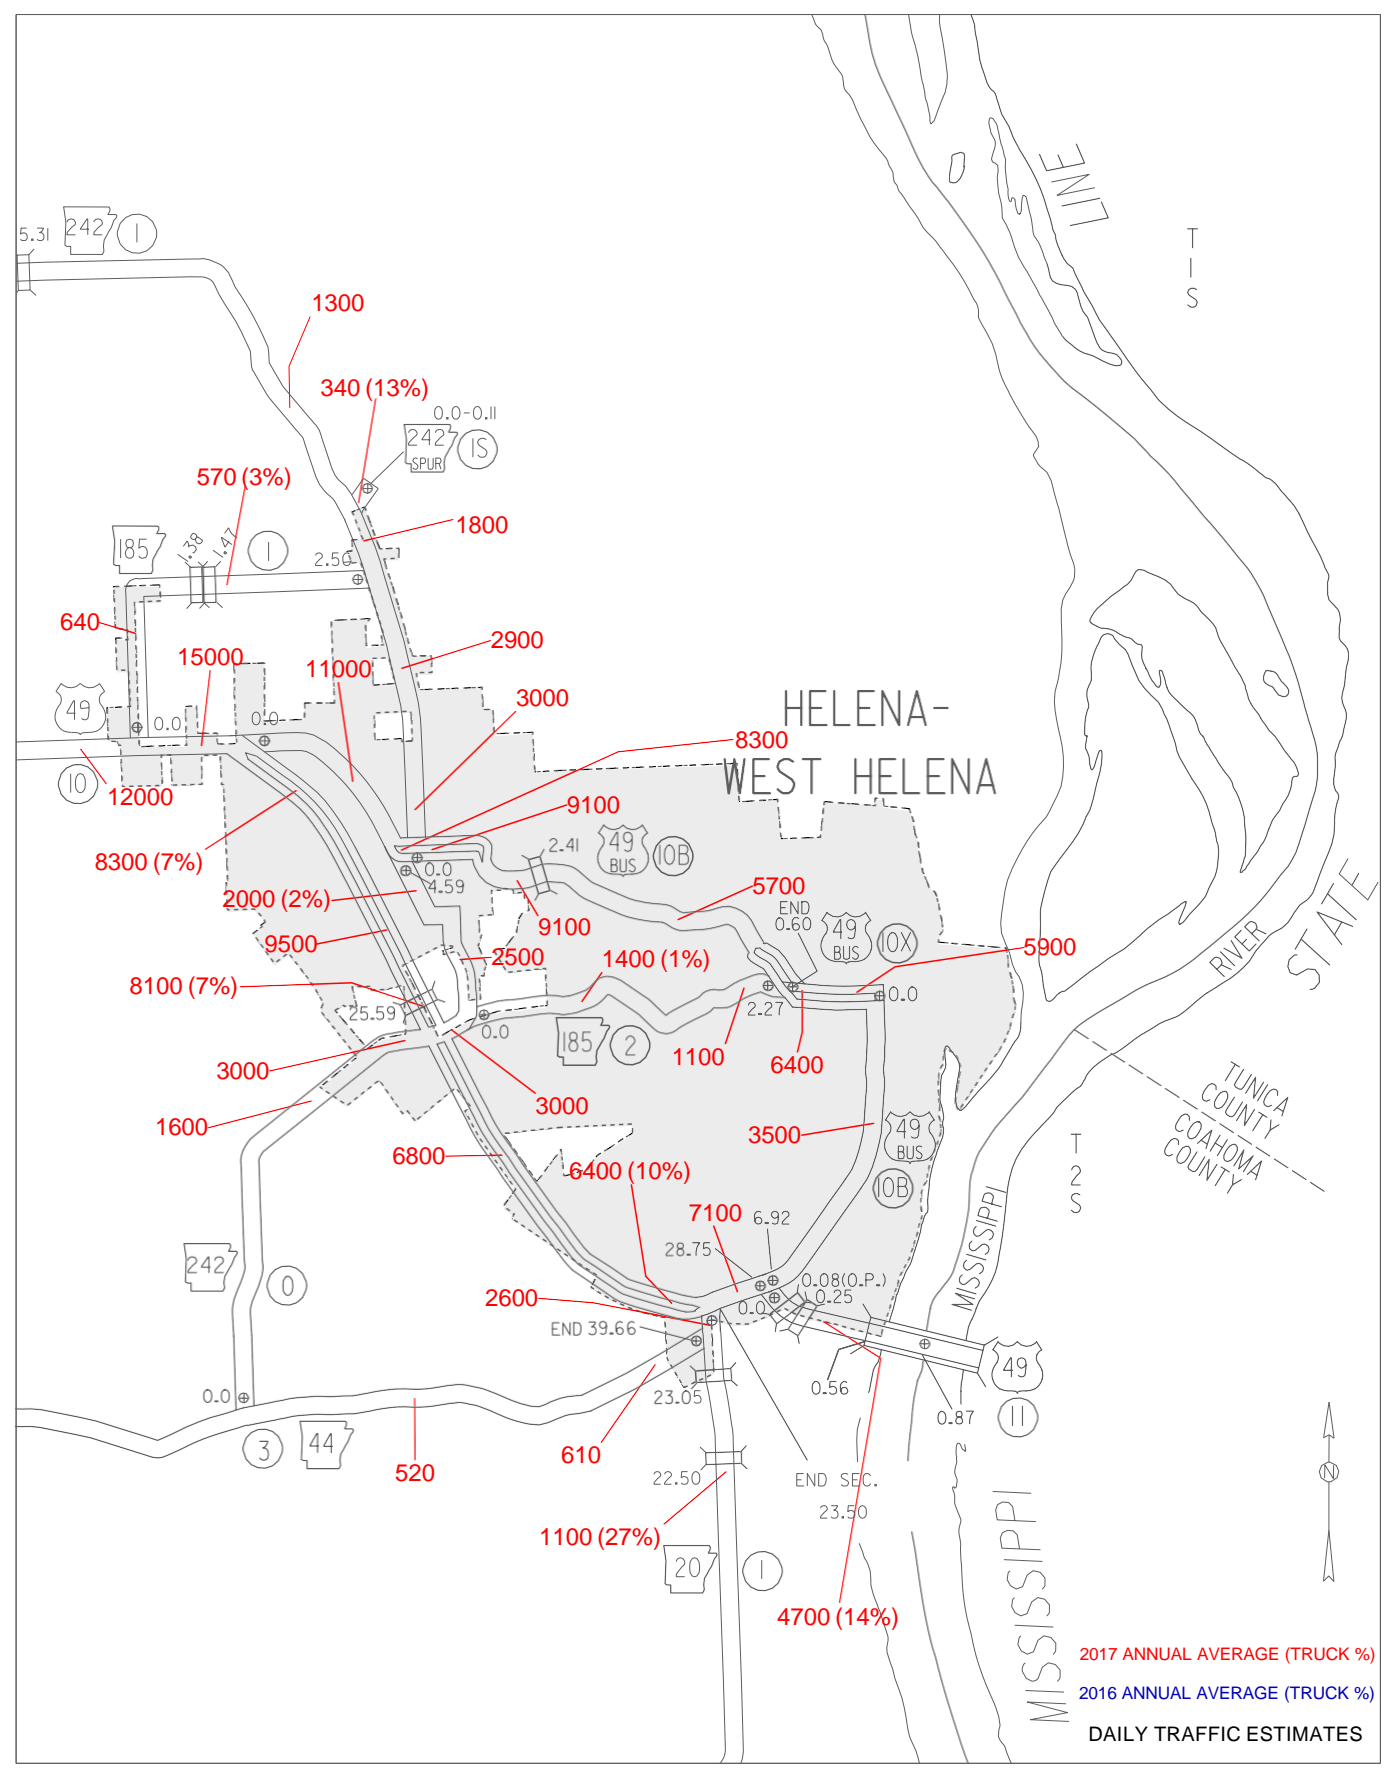 LINE
T
1
S
5.31
242
1
1300
340 (13%)
0.0-0.11
242
SPUR
1S
570 (3%)
1800
185
1.38
1.47
1
2.50
640
2900
15000
11000
49
0.0
0.0
3000
HELENA-
WEST HELENA
8300
10
12000
9100
49
BUS
10B
2.41
8300 (7%)
0.0
4.59
5700
2000 (2%)
END
0.60
STATE
9100
49
BUS
10X
9500
2500
1400 (1%)
5900
RIVER
8100 (7%)
25.59
0.0
2.27
0.0
185
2
3000
1100
6400
3000
TUNICA
COUNTY
COAHOMA
COUNTY
1600
6800
3500
49
BUS
T
2
S
6400 (10%)
10B
7100
6.92
28.75
MISSISSIPPI
242
0
0.08(O.P.)
0.25
2600
0.0
END 39.66
49
0.0
23.05
0.56
11
0.87
3
44
610
520
22.50
END SEC.
23.50
N
1100 (27%)
20
1
MISSISSIPPI
4700 (14%)
2017 ANNUAL AVERAGE (TRUCK %)
2016 ANNUAL AVERAGE (TRUCK %)
DAILY TRAFFIC ESTIMATES